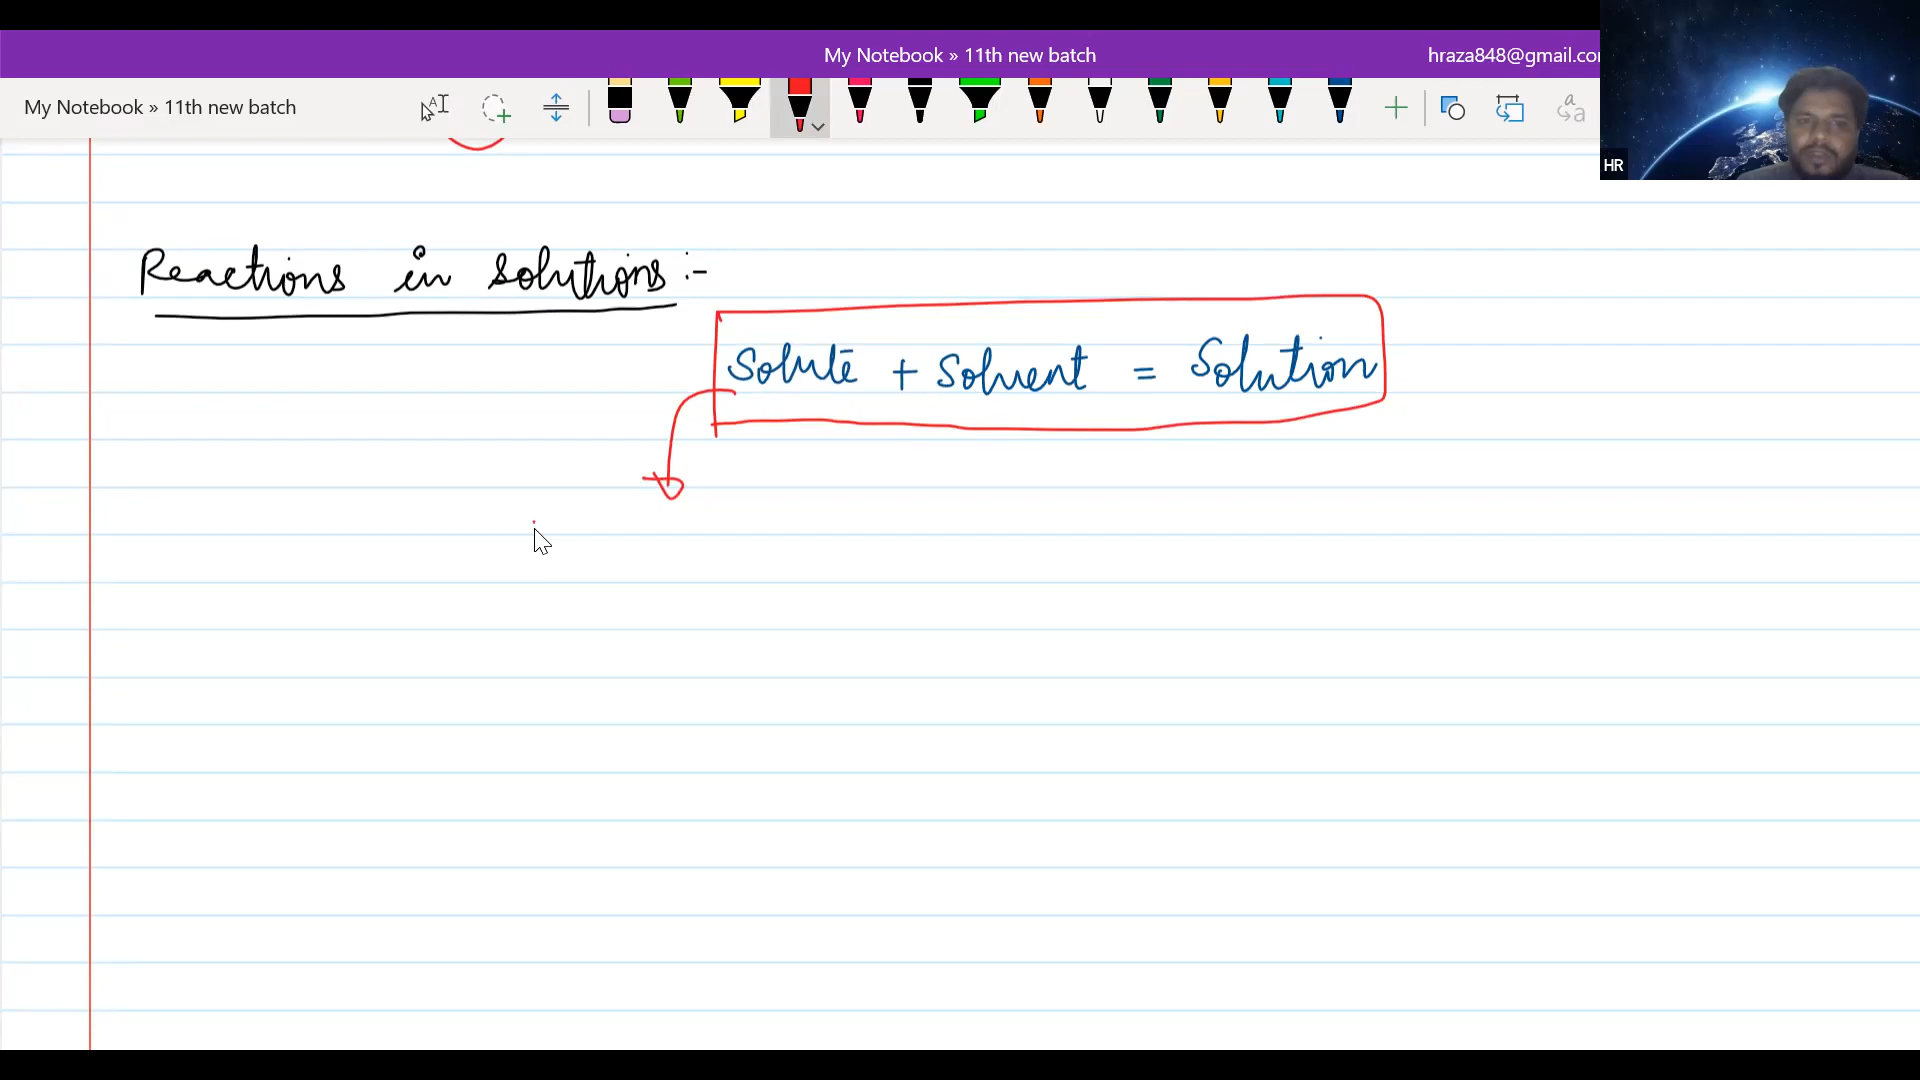 My Notebook » 11th new batch
hraza848@gmail.co
My Notebook » 11th new batch
HR
Reactions in solutions :-
Solute + Solvent = Solution